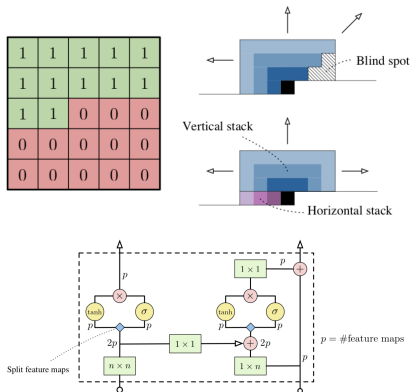 1 1 1 1 1
1 1 1 1 1
1 1 0 0 0
0 0 0 0 0
0 0 0 0 0
Blind spot
Vertical stack
Horizontal stack
p
p
1 × 1
+
×
×
tanh
σ
tanh
σ
p
p
p
p
2p
1 × 1
+
2p
p
p = #feature maps
Split feature maps
n × n
1 × n